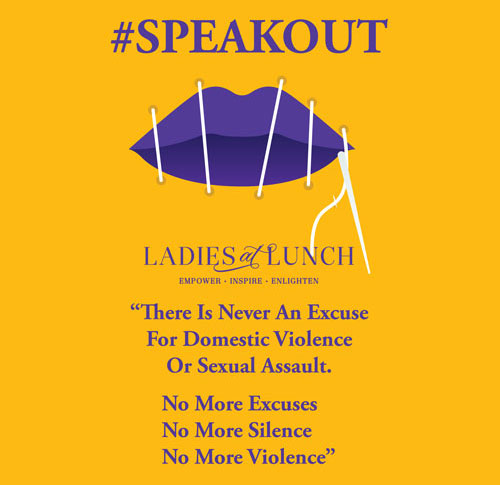 #SPEAKOUT
LADIES at LUNCH
EMPOWER • INSPIRE • ENLIGHTEN
“There Is Never An Excuse
For Domestic Violence
Or Sexual Assault.
No More Excuses
No More Silence
No More Violence”